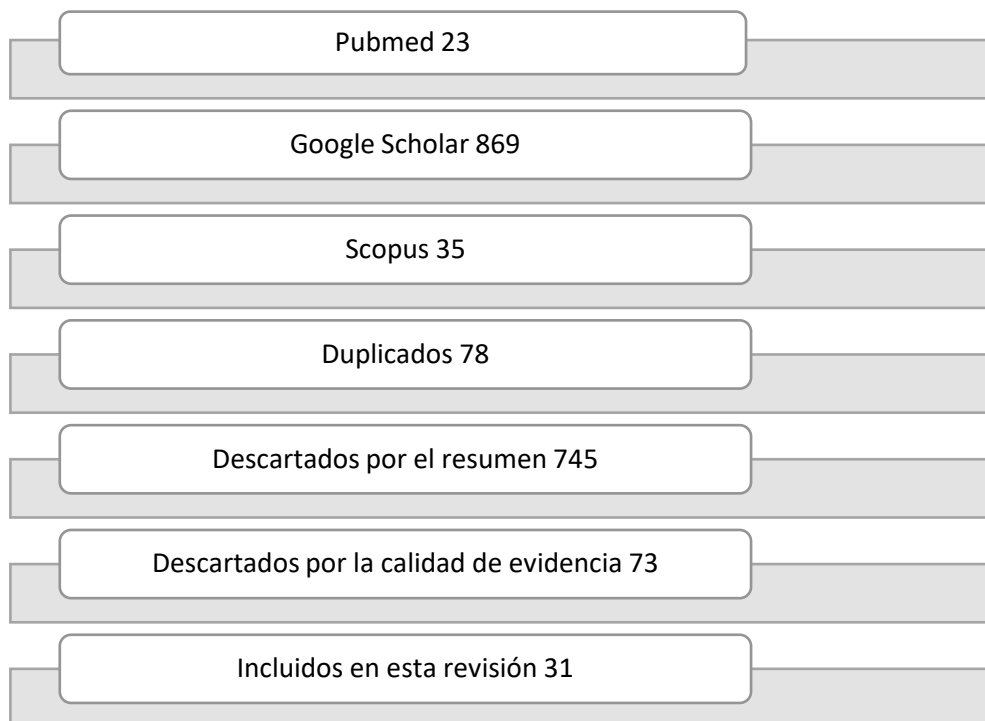 Pubmed 23
Google Scholar 869
Scopus 35
Duplicados 78
Descartados por el resumen 745
Descartados por la calidad de evidencia 73
Incluidos en esta revisión 31